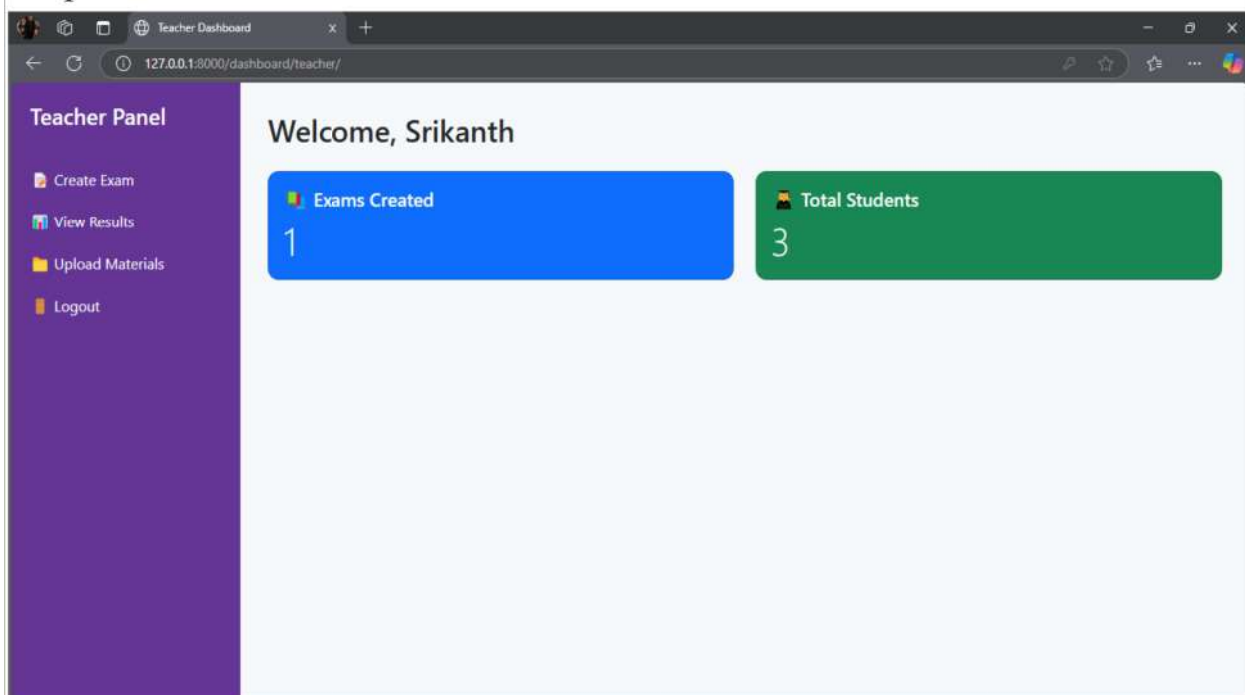 Teacher Dashboard
127.0.0.1:8000/dashboard/teacher/
Teacher Panel
Create Exam
View Results
Upload Materials
Logout
Welcome, Srikanth
Exams Created
1
Total Students
3